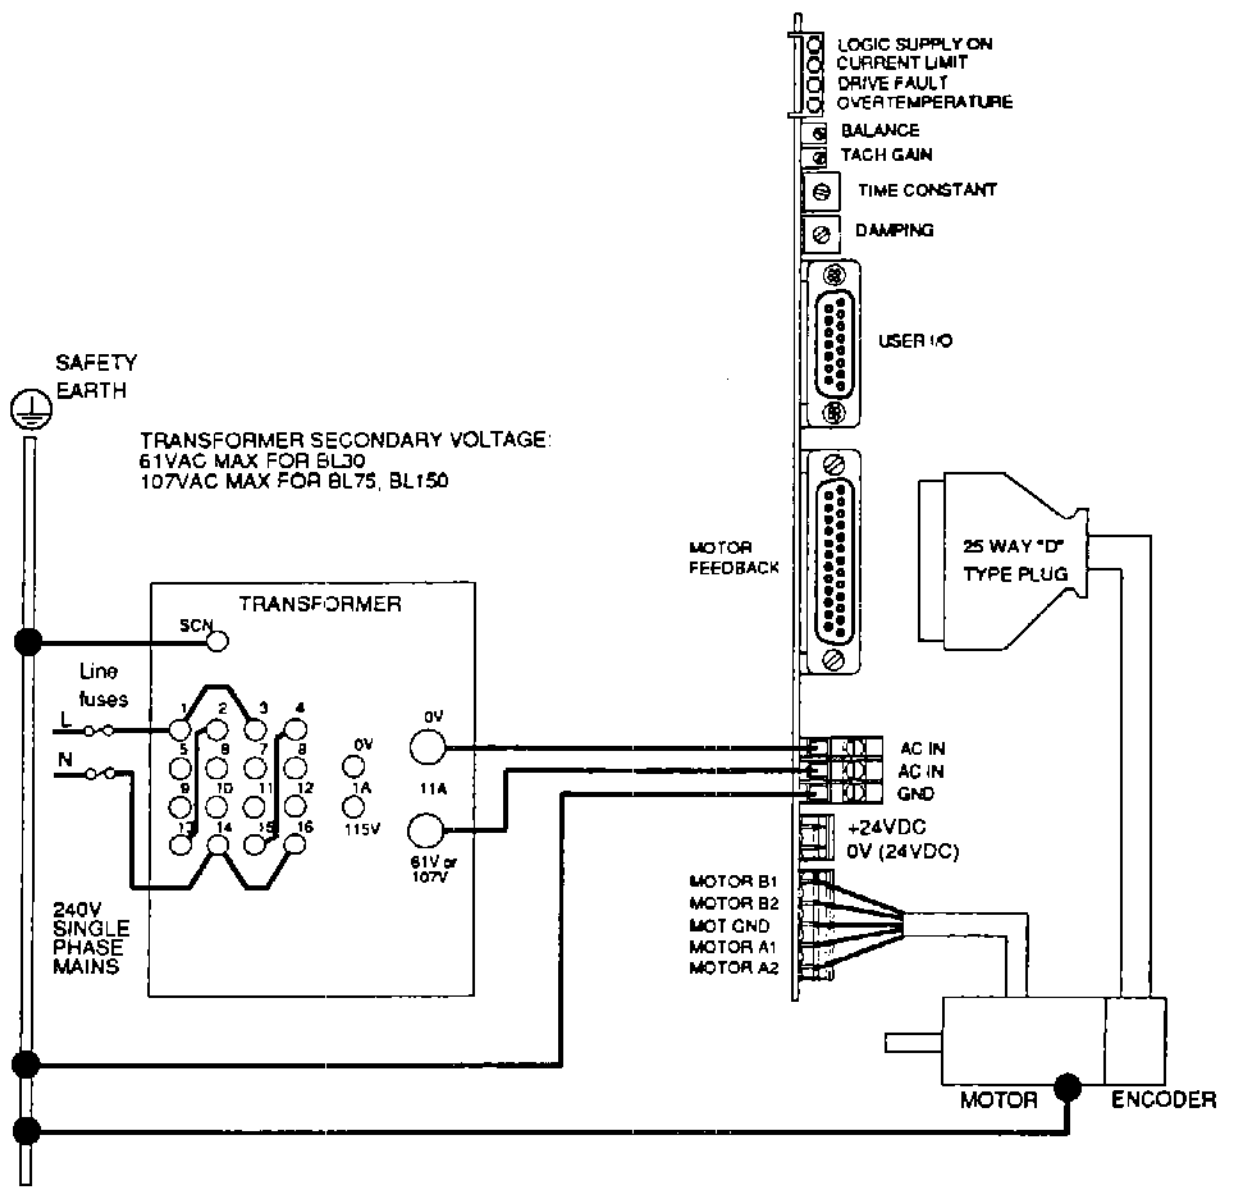 LOGIC SUPPLY ON
CURRENT LIMIT
DRIVE FAULT
OVERTEMPERATURE
BALANCE
TACH GAIN
TIME CONSTANT
DAMPING
USER I/O
SAFETY
EARTH
TRANSFORMER SECONDARY VOLTAGE:
61VAC MAX FOR BL30
107VAC MAX FOR BL75, BL150
MOTOR
FEEDBACK
25 WAY "D"
TYPE PLUG
TRANSFORMER
SCN
Line
fuses
L
N
1 2 3 4
5 6 7 8
9 10 11 12
13 14 15 16
0V
1A
115V
0V
11A
61V or
107V
240V
SINGLE
PHASE
MAINS
AC IN
AC IN
GND
+24VDC
0V (24VDC)
MOTOR B1
MOTOR B2
MOT GND
MOTOR A1
MOTOR A2
MOTOR
ENCODER